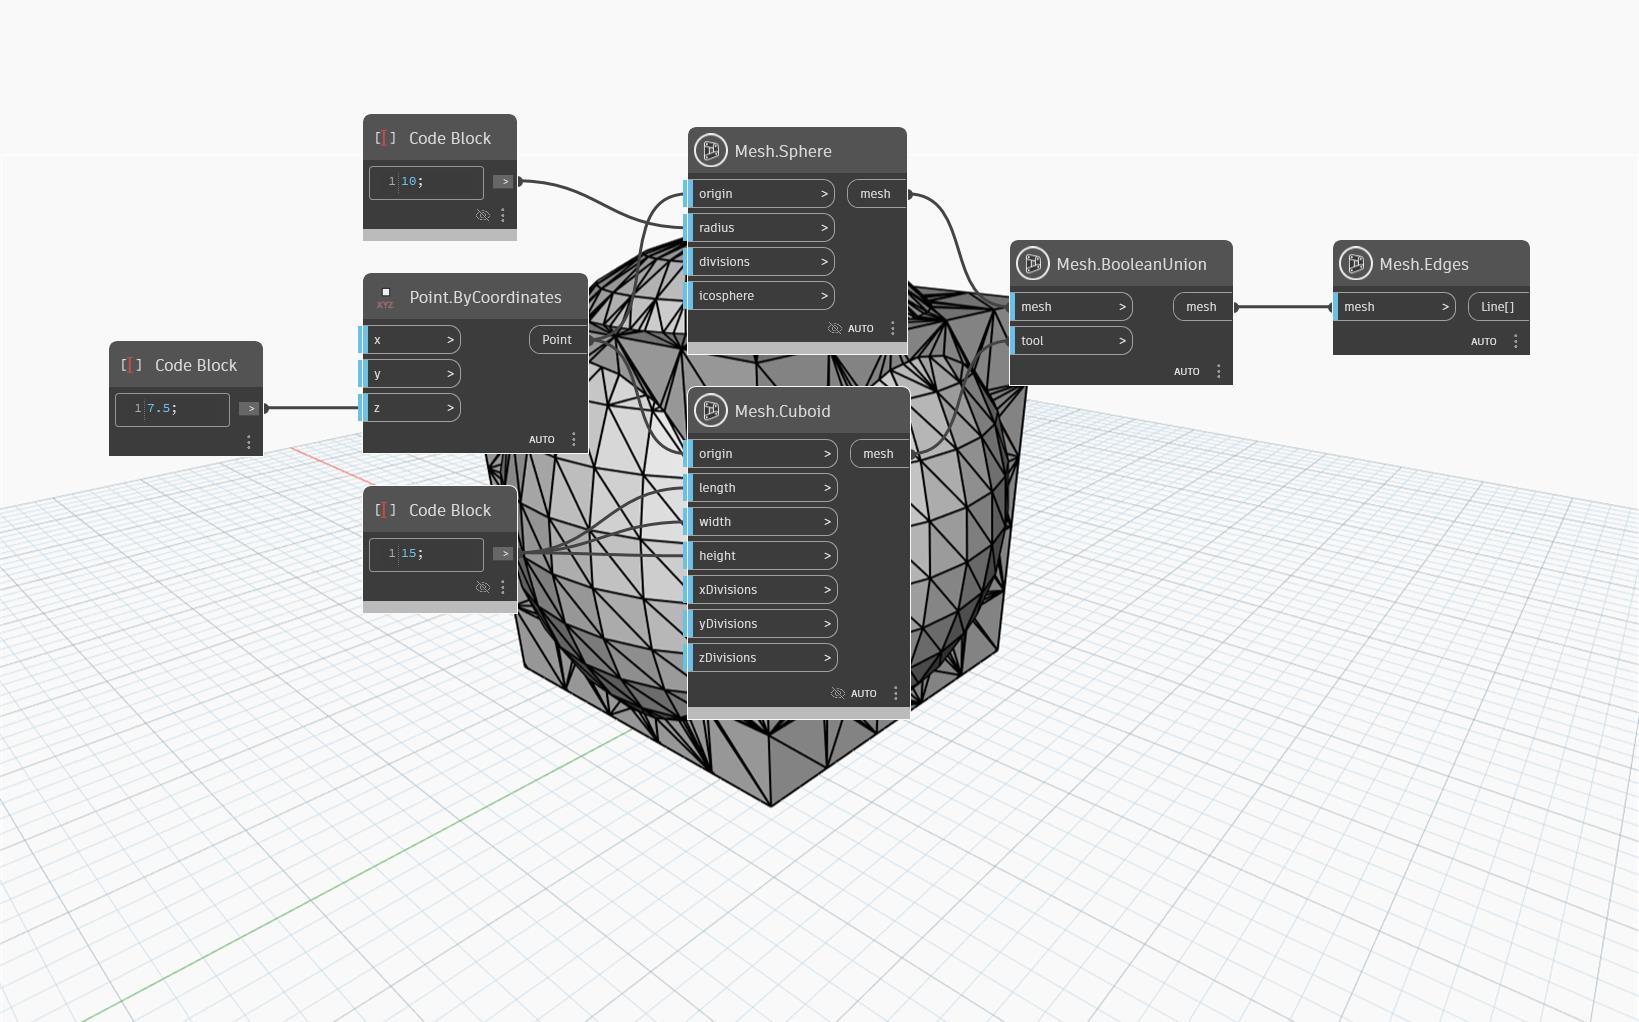 Code Block
1 10;
>
Point.ByCoordinates
XYZ
x >
Point
y >
z >
AUTO
Code Block
1 7.5;
>
Code Block
1 15;
>
Mesh.Sphere
origin >
mesh
radius >
divisions >
icosphere >
AUTO
Mesh.Cuboid
origin >
mesh
length >
width >
height >
xDivisions >
yDivisions >
zDivisions >
AUTO
Mesh.BooleanUnion
mesh >
mesh
tool >
AUTO
Mesh.Edges
mesh >
Line[]
AUTO